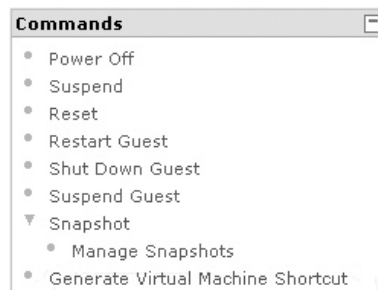 Commands
Power Off
Suspend
Reset
Restart Guest
Shut Down Guest
Suspend Guest
Snapshot
Manage Snapshots
Generate Virtual Machine Shortcut